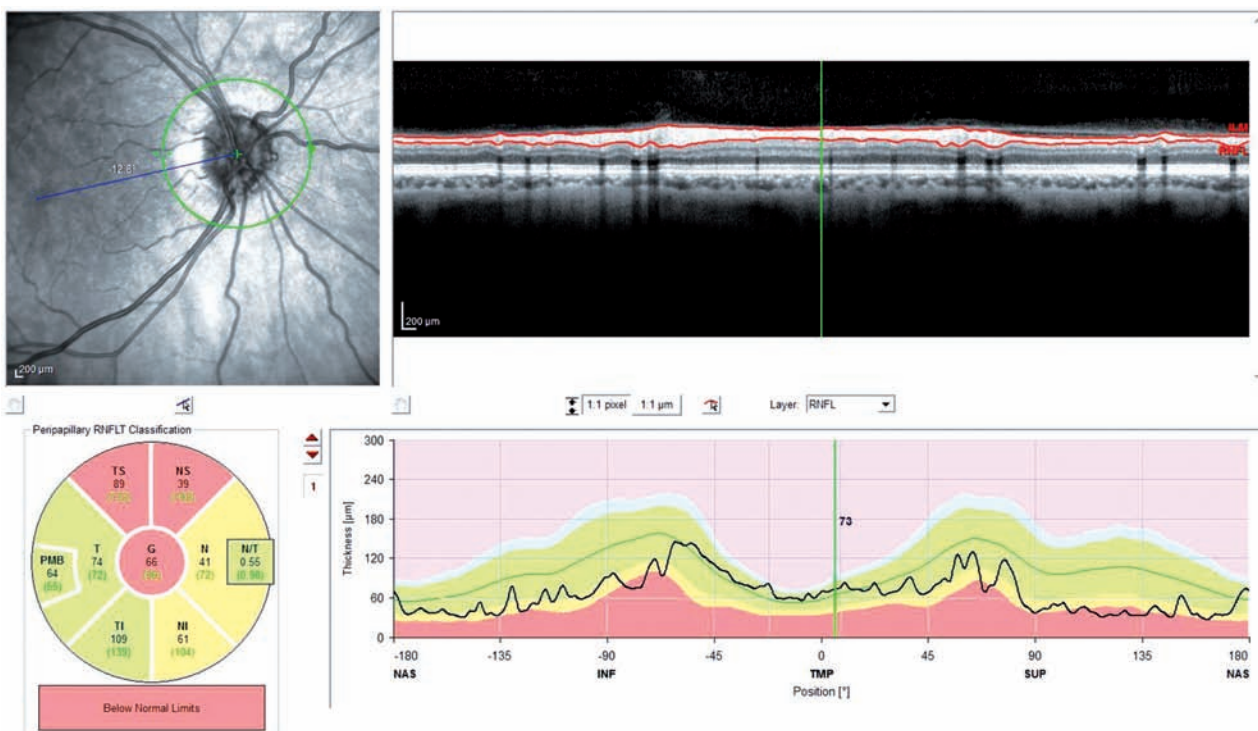 -12.8°
200 µm
ILM
RNFL
200 µm
1:1 pixel 1:1 µm Layer: RNFL
Peripapillary RNFLT Classification
TS
89
NS
39
PMB
64
T
74
(72)
G
66
N
41
(72)
N/T
0.55
TI
109
(139)
NI
61
(104)
Below Normal Limits
1
Thickness [µm]
300
240
180
120
60
0
73
-180 -135 -90 -45 0 45 90 135 180
NAS INF TMP SUP NAS
Position [°]